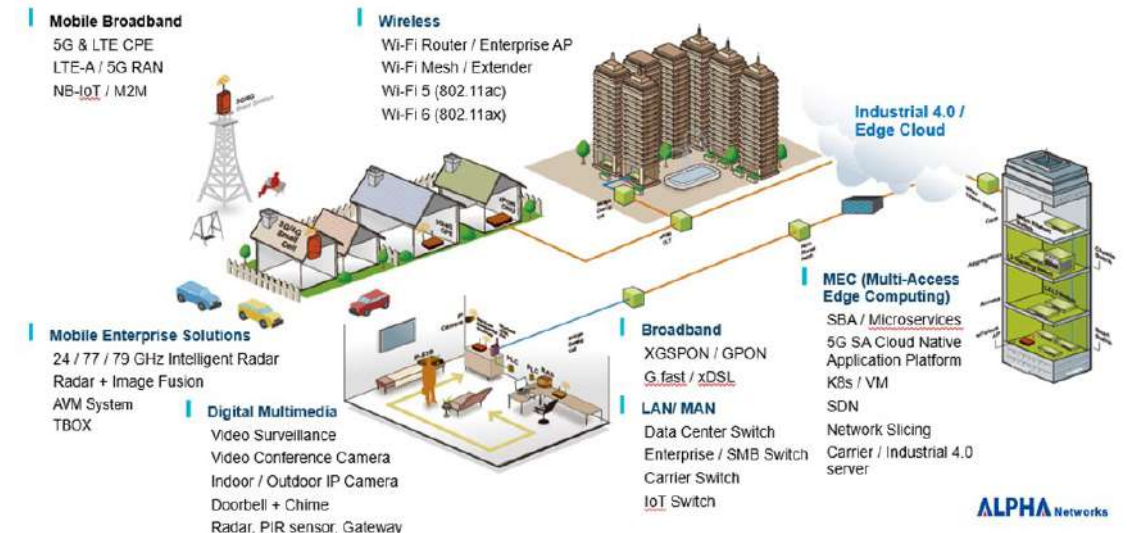 Mobile Broadband
5G & LTE CPE
LTE-A / 5G RAN
NB-IoT / M2M
Wireless
Wi-Fi Router / Enterprise AP
Wi-Fi Mesh / Extender
Wi-Fi 5 (802.11ac)
Wi-Fi 6 (802.11ax)
Industrial 4.0 /
Edge Cloud
5G/4G
Small
Cell
MEC (Multi-Access
Edge Computing)
SBA / Microservices
5G SA Cloud Native
Application Platform
K8s / VM
SDN
Network Slicing
Carrier / Industrial 4.0
server
Mobile Enterprise Solutions
24 / 77 / 79 GHz Intelligent Radar
Radar + Image Fusion
AVM System
TBOX
Digital Multimedia
Video Surveillance
Video Conference Camera
Indoor / Outdoor IP Camera
Doorbell + Chime
Radar, PIR sensor, Gateway
Broadband
XGSPON / GPON
G.fast / xDSL
LAN/ MAN
Data Center Switch
Enterprise / SMB Switch
Carrier Switch
IoT Switch
ALPHA Networks